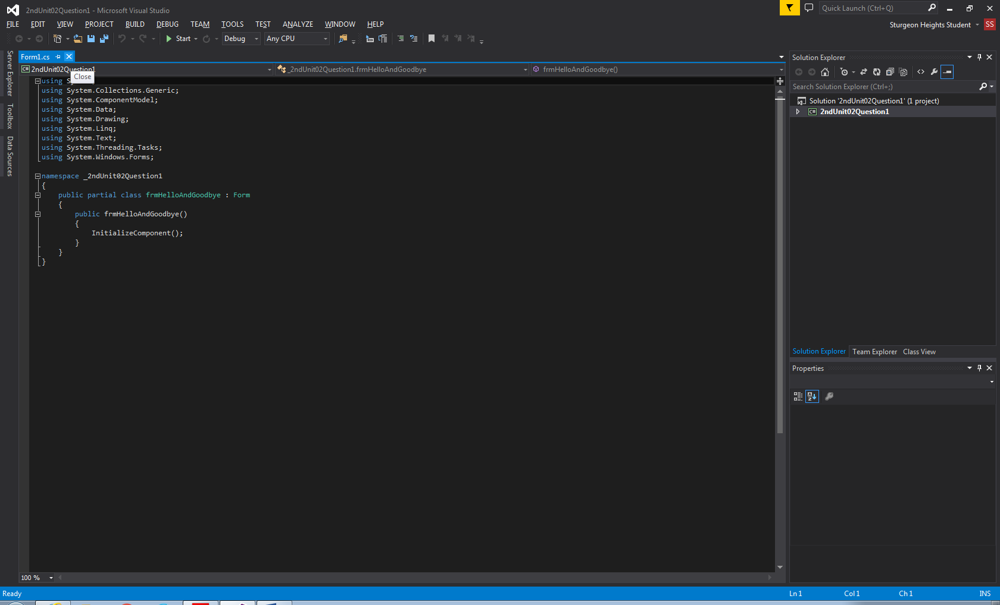 2ndUnit02Question1 - Microsoft Visual Studio
Quick Launch (Ctrl+Q)
FILE EDIT VIEW PROJECT BUILD DEBUG TEAM TOOLS TEST ANALYZE WINDOW HELP
Sturgeon Heights Student SS
Start Debug Any CPU
Server Explorer
Toolbox
Data Sources
Form1.cs
2ndUnit02Question1 _2ndUnit02Question1.frmHelloAndGoodbye frmHelloAndGoodbye()
Close
using S
using System.Collections.Generic;
using System.ComponentModel;
using System.Data;
using System.Drawing;
using System.Linq;
using System.Text;
using System.Threading.Tasks;
using System.Windows.Forms;
namespace _2ndUnit02Question1
{
public partial class frmHelloAndGoodbye : Form
{
public frmHelloAndGoodbye()
{
InitializeComponent();
}
}
}
100 %
Solution Explorer
Search Solution Explorer (Ctrl+;)
Solution '2ndUnit02Question1' (1 project)
C# 2ndUnit02Question1
Solution Explorer Team Explorer Class View
Properties
Ready Ln 1 Col 1 Ch 1 INS